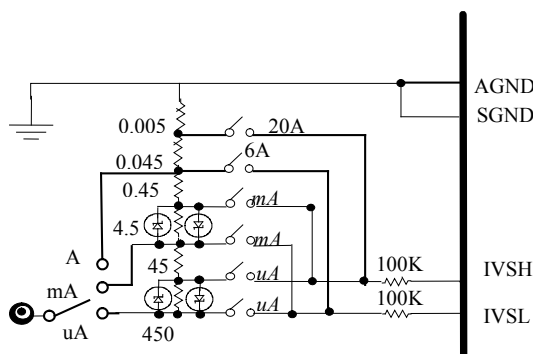 AGND
SGND
0.005
20A
0.045
6A
0.45
mA
4.5
mA
A
45
uA
100K
IVSH
mA
uA
100K
IVSL
uA
450